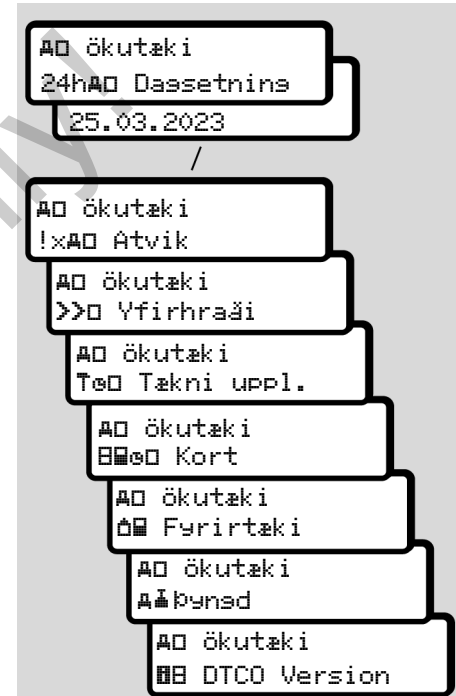 ökutæki
24h Dagsetning
25.03.2023
/
ökutæki
!x Atvik
ökutæki
>> Yfirhraði
ökutæki
Tækni uppl.
ökutæki
Kort
ökutæki
Fyrirtæki
ökutæki
Þyngd
ökutæki
DTCO Version